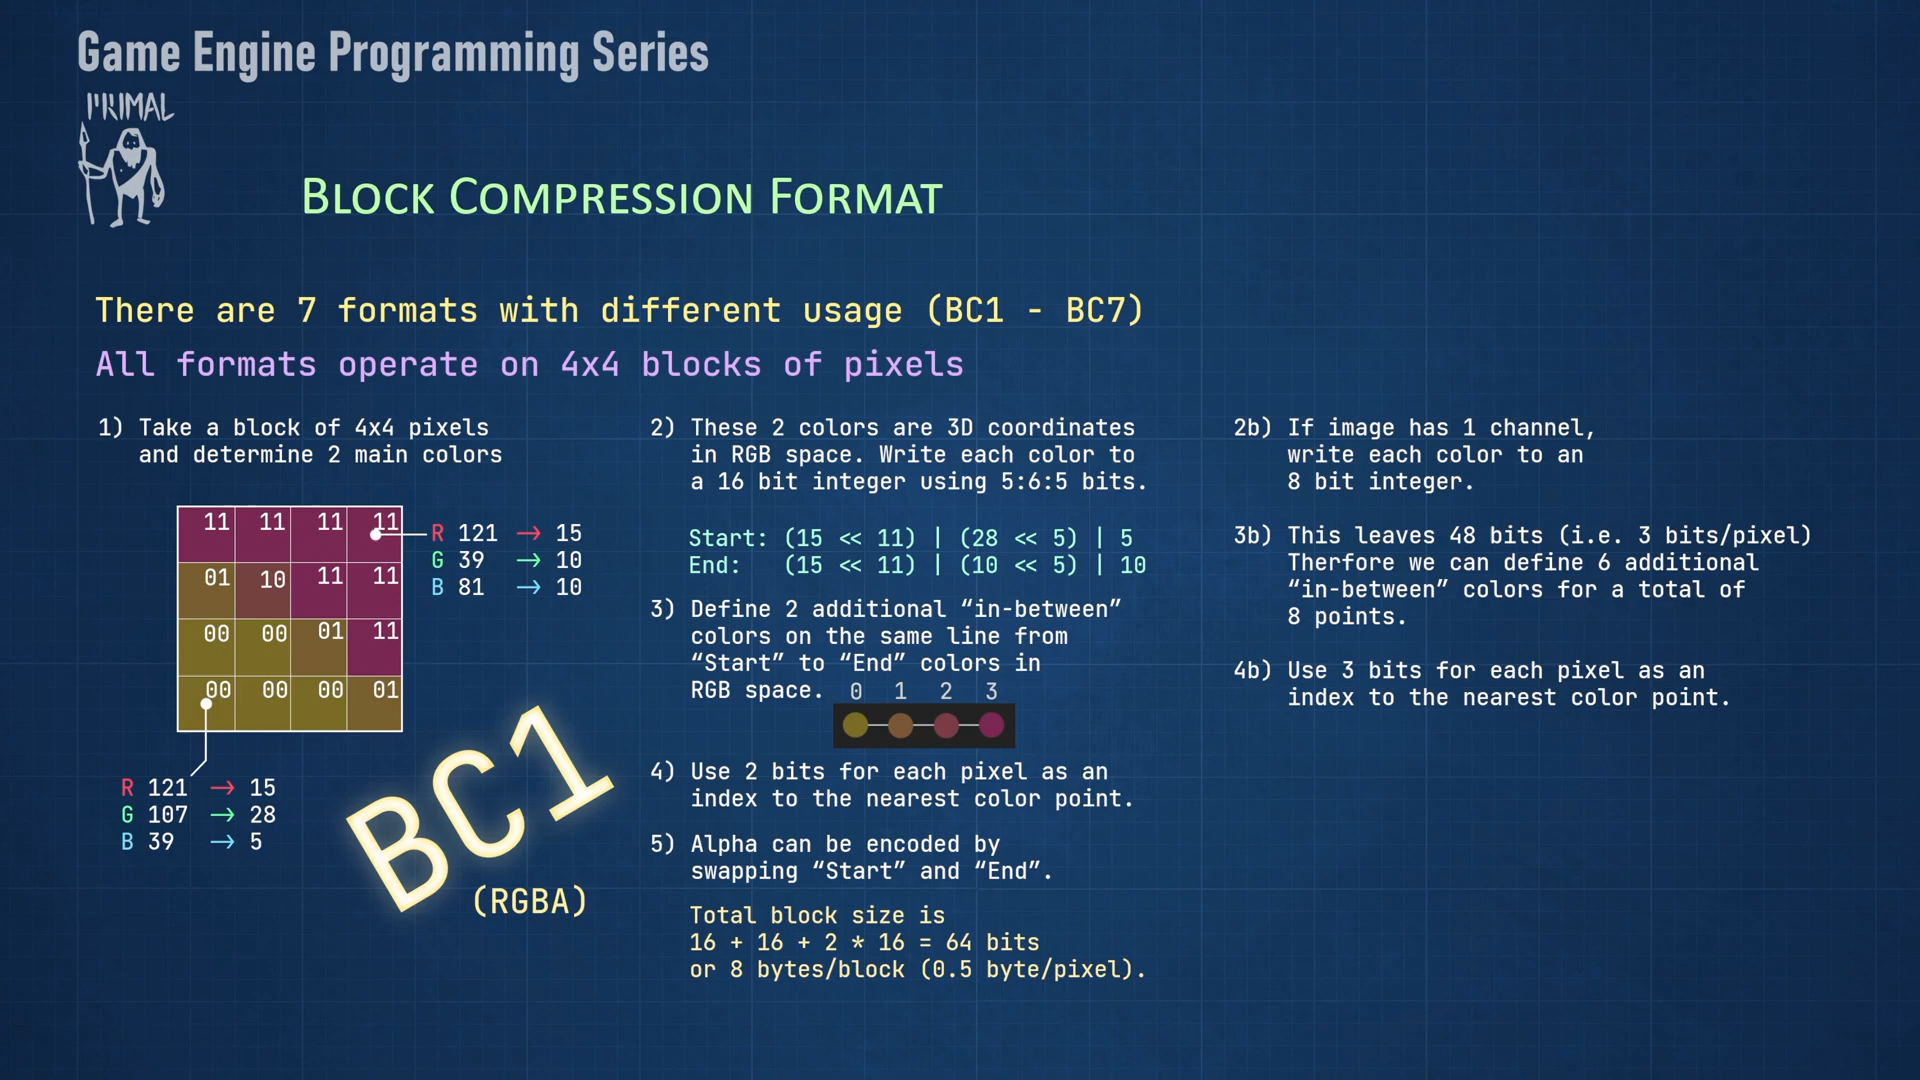 Game Engine Programming Series
PRIMAL
BLOCK COMPRESSION FORMAT
There are 7 formats with different usage (BC1 - BC7)
All formats operate on 4x4 blocks of pixels
1) Take a block of 4x4 pixels
and determine 2 main colors
11 11 11 11
01 10 11 11
00 00 01 11
00 00 00 01
R 121 → 15
G 39 → 10
B 81 → 10
R 121 → 15
G 107 → 28
B 39 → 5
BC1
(RGBA)
2) These 2 colors are 3D coordinates
in RGB space. Write each color to
a 16 bit integer using 5:6:5 bits.
Start: (15 << 11) | (28 << 5) | 5
End: (15 << 11) | (10 << 5) | 10
3) Define 2 additional “in-between”
colors on the same line from
“Start” to “End” colors in
RGB space. 0 1 2 3
4) Use 2 bits for each pixel as an
index to the nearest color point.
5) Alpha can be encoded by
swapping “Start” and “End”.
Total block size is
16 + 16 + 2 * 16 = 64 bits
or 8 bytes/block (0.5 byte/pixel).
2b) If image has 1 channel,
write each color to an
8 bit integer.
3b) This leaves 48 bits (i.e. 3 bits/pixel)
Therfore we can define 6 additional
“in-between” colors for a total of
8 points.
4b) Use 3 bits for each pixel as an
index to the nearest color point.